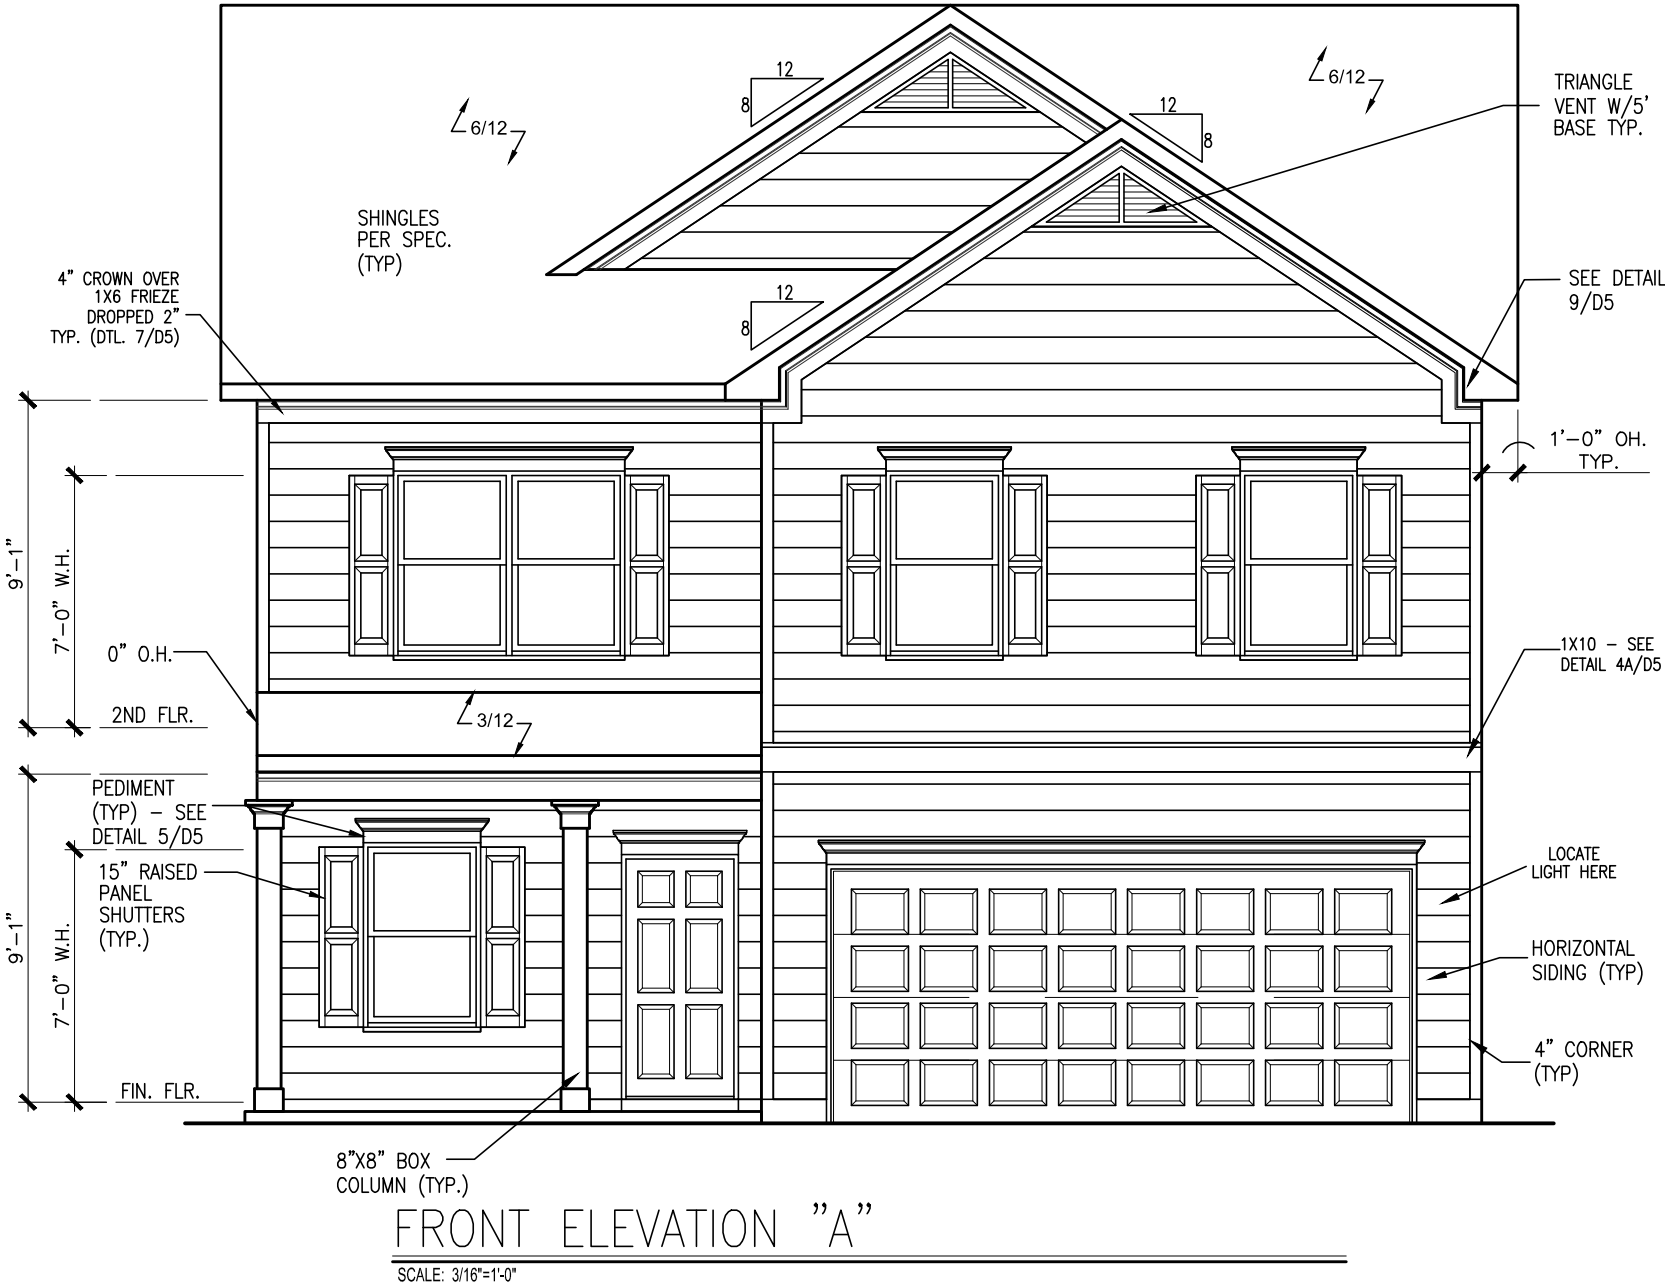 12
8
6/12
6/12
12
8
TRIANGLE
VENT W/5'
BASE TYP.
SHINGLES
PER SPEC.
(TYP)
4" CROWN OVER
1X6 FRIEZE
DROPPED 2"
TYP. (DTL. 7/D5)
12
8
SEE DETAIL
9/D5
1'-0" OH.
TYP.
9'-1"
7'-0" W.H.
0" O.H.
1X10 - SEE
DETAIL 4A/D5
2ND FLR.
3/12
PEDIMENT
(TYP) - SEE
DETAIL 5/D5
15" RAISED
PANEL
SHUTTERS
(TYP.)
9'-1"
7'-0" W.H.
LOCATE
LIGHT HERE
HORIZONTAL
SIDING (TYP)
4" CORNER
(TYP)
FIN. FLR.
8"X8" BOX
COLUMN (TYP.)
FRONT ELEVATION "A"
SCALE: 3/16"=1'-0"